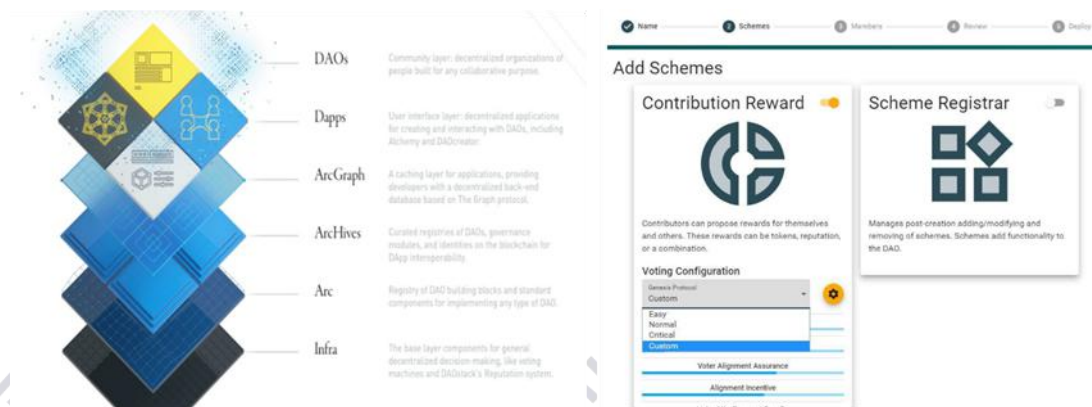 DAOs
Community layer: decentralized organizations of
people built for any collaborative purpose.
Dapps
User interface layer: decentralized applications
for creating and interacting with DAOs, including
Alchemy and DAOcreator.
ArcGraph
A caching layer for applications, providing
developers with a decentralized back-end
database based on The Graph protocol.
ArcHives
Curated registries of DAOs, governance
modules, and identities on the blockchain for
DApp interoperability.
Arc
Registry of DAO building blocks and standard
components for implementing any type of DAO.
Infra
The base layer components for general
decentralized decision-making, like voting
machines and DAOstack's Reputation system.
Name
2 Schemes
3 Members
4 Review
5 Deploy
Add Schemes
Contribution Reward
Contributors can propose rewards for themselves
and others. These rewards can be tokens, reputation,
or a combination.
Voting Configuration
Genesis Protocol
Custom
Easy
Normal
Critical
Custom
Voter Alignment Assurance
Alignment Incentive
Scheme Registrar
Manages post-creation adding/modifying and
removing of schemes. Schemes add functionality to
the DAO.